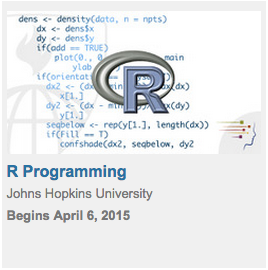 dens <- density(data, n = npts)
dx <- dens$x
dy <- dens$y
if(add == TRUE)
plot(0., 0 main
ylab
if(orientat
dx2 <- (dx - min max(dx)
x[1.]
dy2 <- (dx - m (dy)
y[1.]
seqbelow <- rep(y[1.], length(dx))
if(Fill == T)
confshade(dx2, seqbelow, dy2
R
R Programming
Johns Hopkins University
Begins April 6, 2015